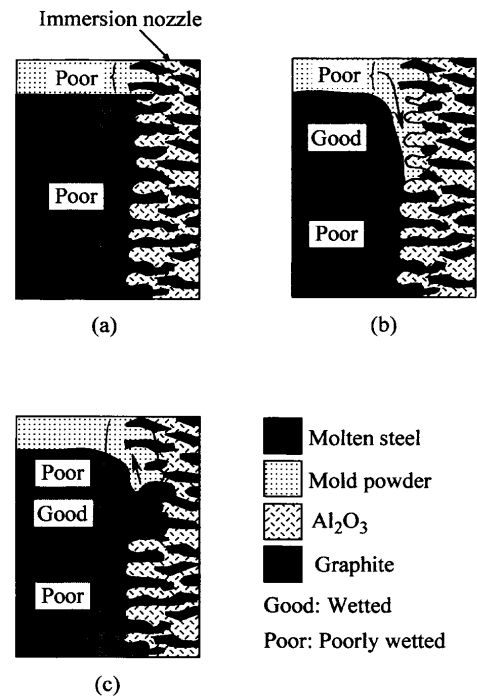 Immersion nozzle
Poor
Poor
(a)
Poor
Good
Poor
(b)
Poor
Good
Poor
(c)
Molten steel
Mold powder
Al₂O₃
Graphite
Good: Wetted
Poor: Poorly wetted